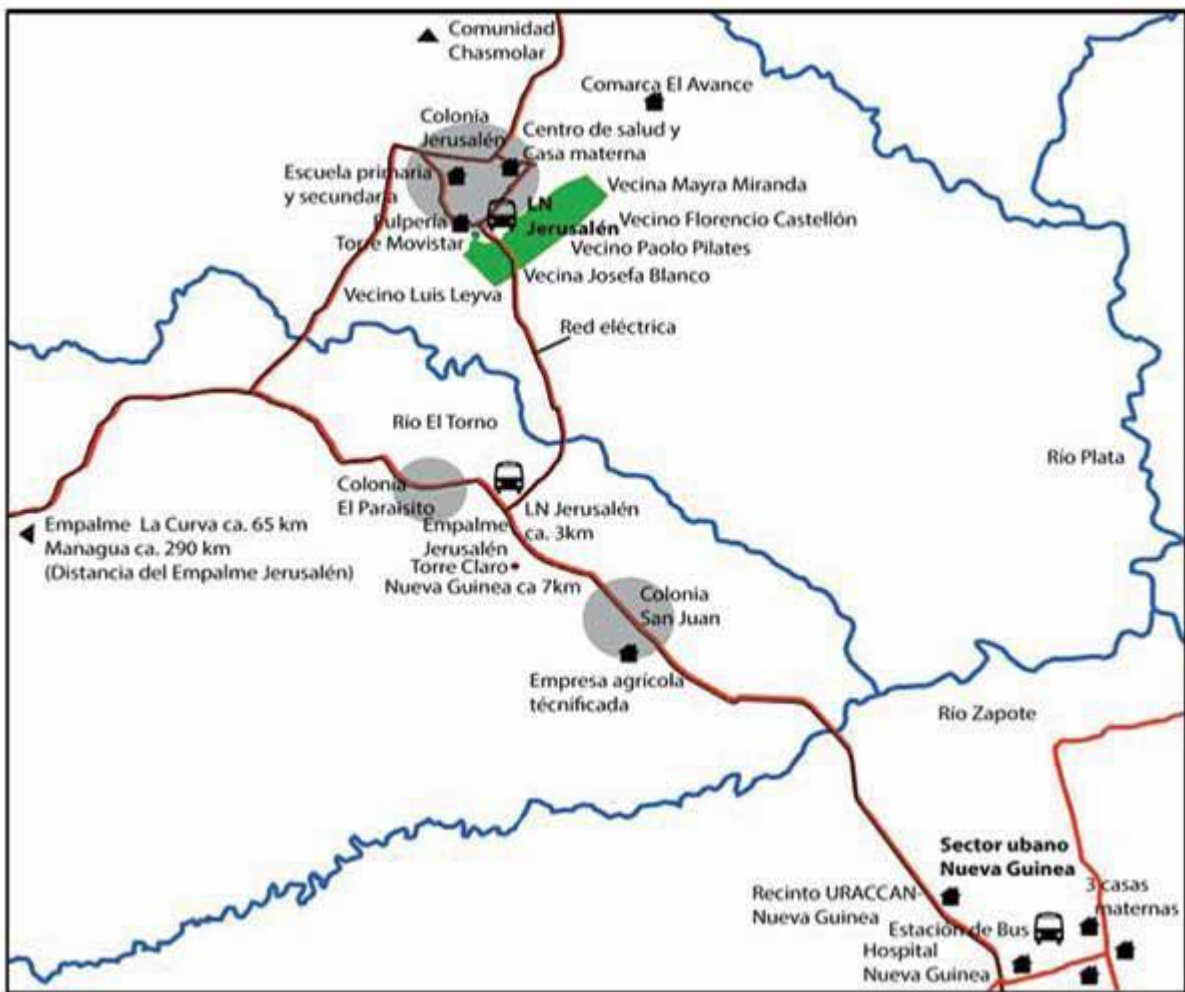 Comunidad
Chasmolar
Comarca El Avance
Colonia
Jerusalén
Centro de salud y
Casa materna
Escuela primaria
y secundaria
Vecina Mayra Miranda
LN
Jerusalén
Pulpería
Vecino Florencio Castellón
Torre Movistar
Vecino Paolo Pilates
Vecina Josefa Blanco
Vecino Luis Leyva
Red eléctrica
Río El Torno
Río Plata
Colonia
El Paraisito
Empalme La Curva ca. 65 km
Managua ca. 290 km
(Distancia del Empalme Jerusalén)
LN Jerusalén
ca. 3km
Empalme
Jerusalén
Torre Claro
Nueva Guinea ca 7km
Colonia
San Juan
Empresa agrícola
técnificada
Río Zapote
Sector ubano
Nueva Guinea
3 casas
maternas
Recinto URACCAN-
Nueva Guinea
Estación de Bus
Hospital
Nueva Guinea